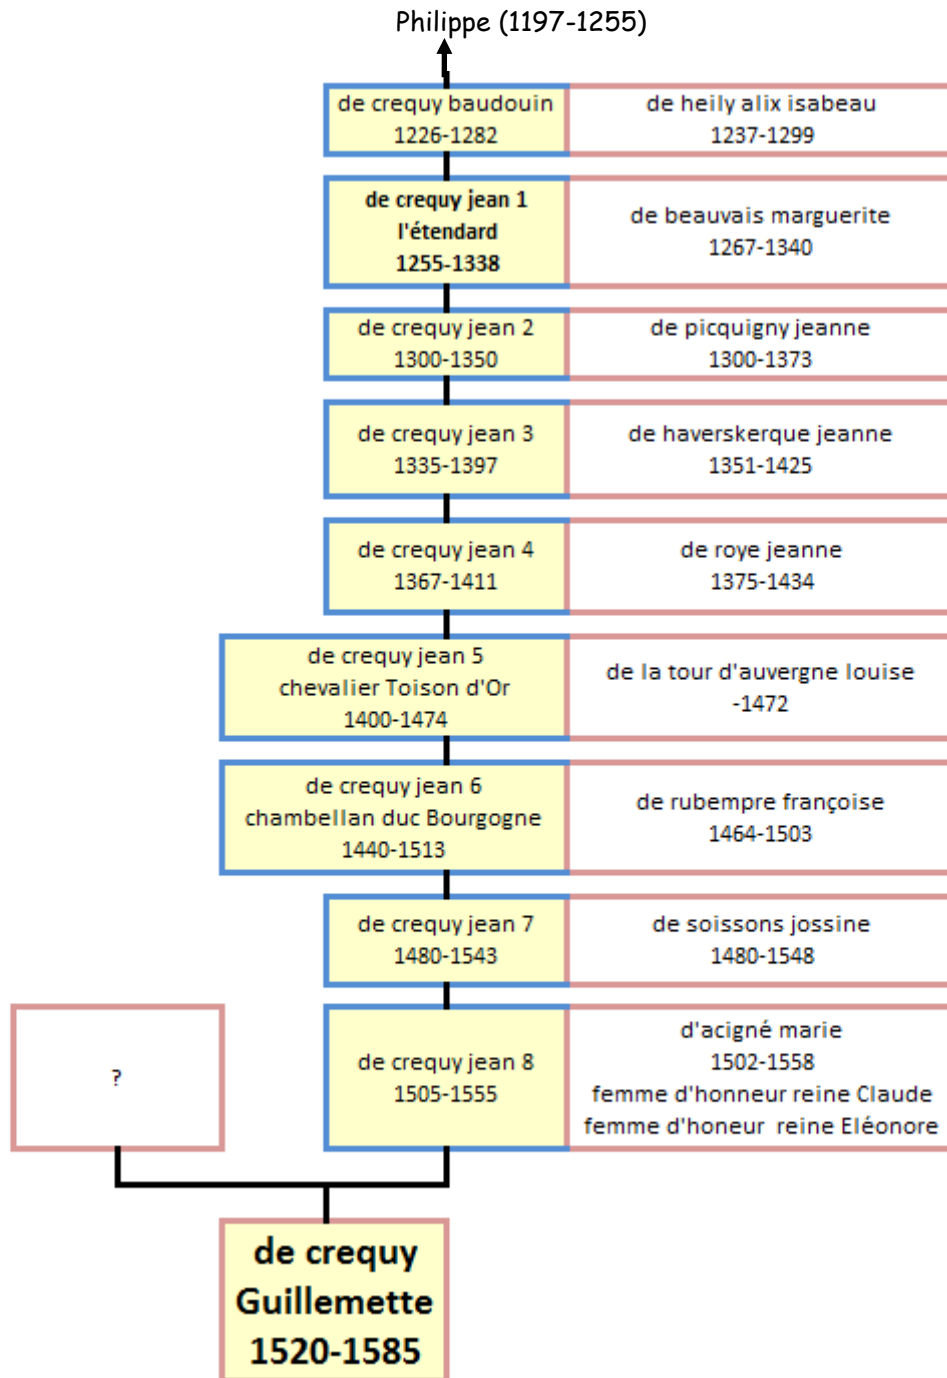 Philippe (1197-1255)
de crequy baudouin
1226-1282
de heily alix isabeau
1237-1299
de crequy jean 1
l'étendard
1255-1338
de beauvais marguerite
1267-1340
de crequy jean 2
1300-1350
de picquigny jeanne
1300-1373
de crequy jean 3
1335-1397
de haverskerque jeanne
1351-1425
de crequy jean 4
1367-1411
de roye jeanne
1375-1434
de crequy jean 5
chevalier Toison d'Or
1400-1474
de la tour d'auvergne louise
-1472
de crequy jean 6
chambellan duc Bourgogne
1440-1513
de rubempre françoise
1464-1503
de crequy jean 7
1480-1543
de soissons jossine
1480-1548
?
de crequy jean 8
1505-1555
d'acigné marie
1502-1558
femme d'honneur reine Claude
femme d'honeur reine Eléonore
de crequy
Guillemette
1520-1585